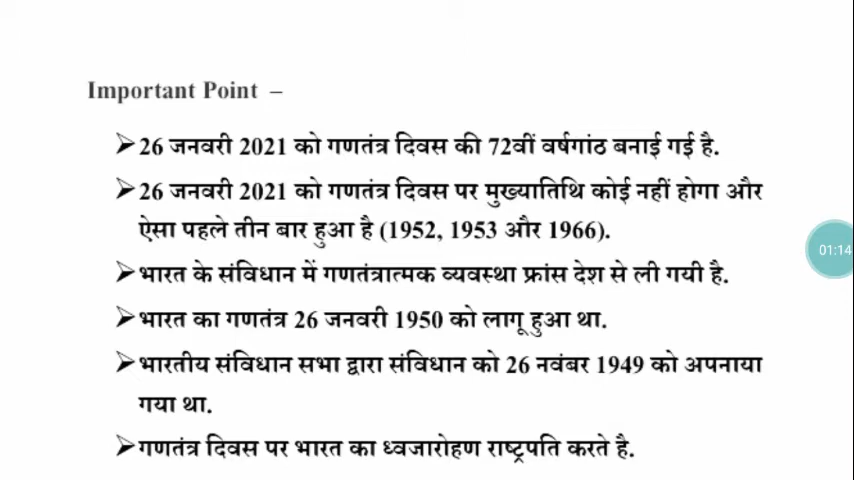 Important Point –
➢26 जनवरी 2021 को गणतंत्र दिवस की 72वीं वर्षगांठ बनाई गई है.
➢26 जनवरी 2021 को गणतंत्र दिवस पर मुख्यातिथि कोई नहीं होगा और
ऐसा पहले तीन बार हुआ है (1952, 1953 और 1966).
➢भारत के संविधान में गणतंत्रात्मक व्यवस्था फ्रांस देश से ली गयी है.
➢भारत का गणतंत्र 26 जनवरी 1950 को लागू हुआ था.
➢भारतीय संविधान सभा द्वारा संविधान को 26 नवंबर 1949 को अपनाया
गया था.
➢गणतंत्र दिवस पर भारत का ध्वजारोहण राष्ट्रपति करते है.
01:14